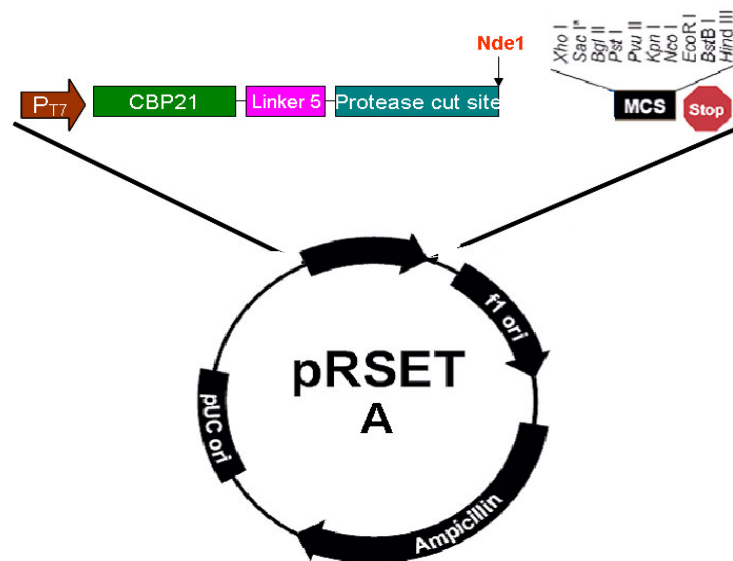 Nde1
Xho I
Sac I*
Bgl II
Pst I
Pvu II
Kpn I
Nco I
EcoR I
BstB I
Hind III
PT7
CBP21
Linker 5
Protease cut site
MCS
Stop
f1 ori
pRSET
A
pUC ori
Ampicillin